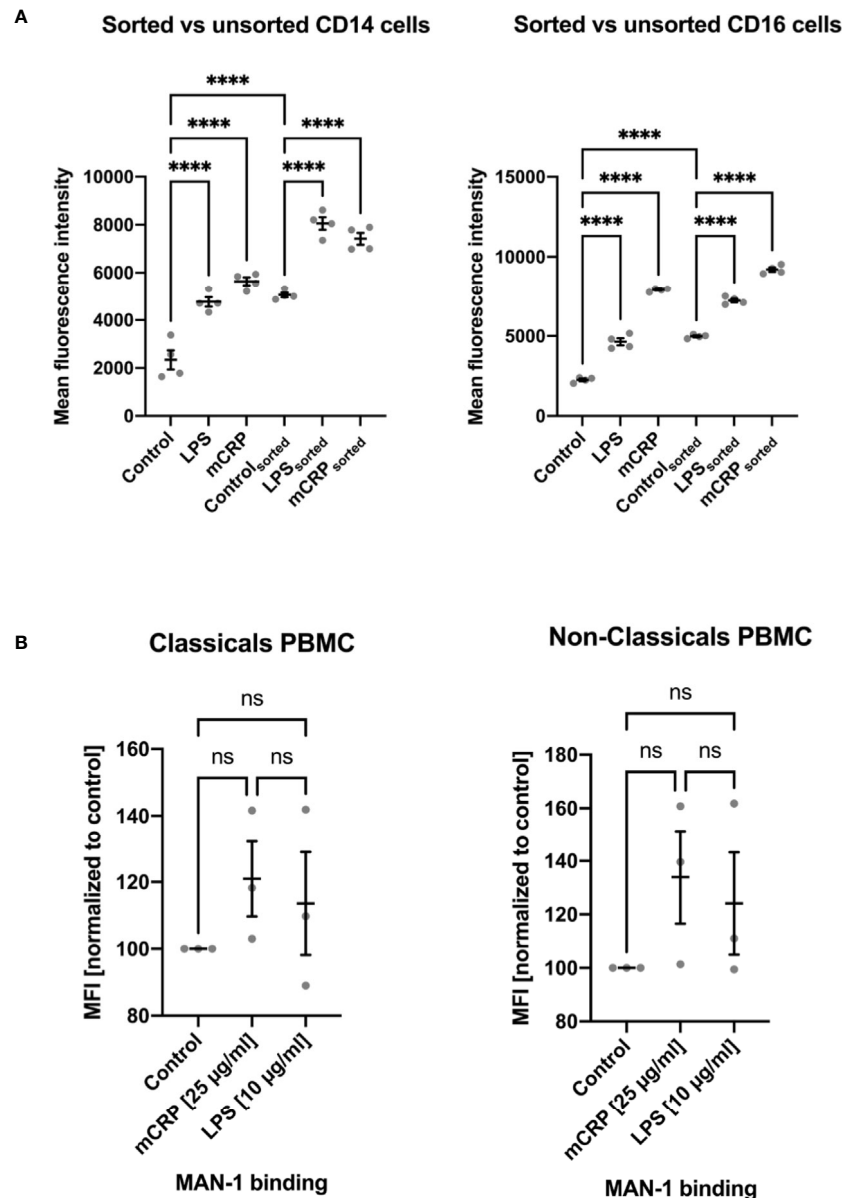 A
Sorted vs unsorted CD14 cells
Mean fluorescence intensity
10000
8000
6000
4000
2000
0
****
****
****
****
****
Control
LPS
mCRP
Controlsorted
LPSsorted
mCRPsorted
Sorted vs unsorted CD16 cells
Mean fluorescence intensity
15000
10000
5000
0
****
****
****
****
****
Control
LPS
mCRP
Controlsorted
LPSsorted
mCRPsorted
B
Classicals PBMC
MFI [normalized to control]
160
140
120
100
80
ns
ns
ns
Control
mCRP [25 µg/ml]
LPS [10 µg/ml]
MAN-1 binding
Non-Classicals PBMC
MFI [normalized to control]
180
160
140
120
100
80
ns
ns
ns
Control
mCRP [25 µg/ml]
LPS [10 µg/ml]
MAN-1 binding